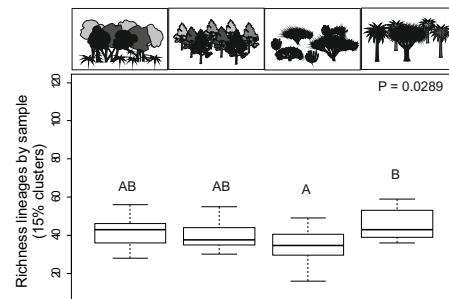 P = 0.0289
Richness lineages by sample
(15% clusters)
120
100
80
60
40
20
AB
AB
A
B